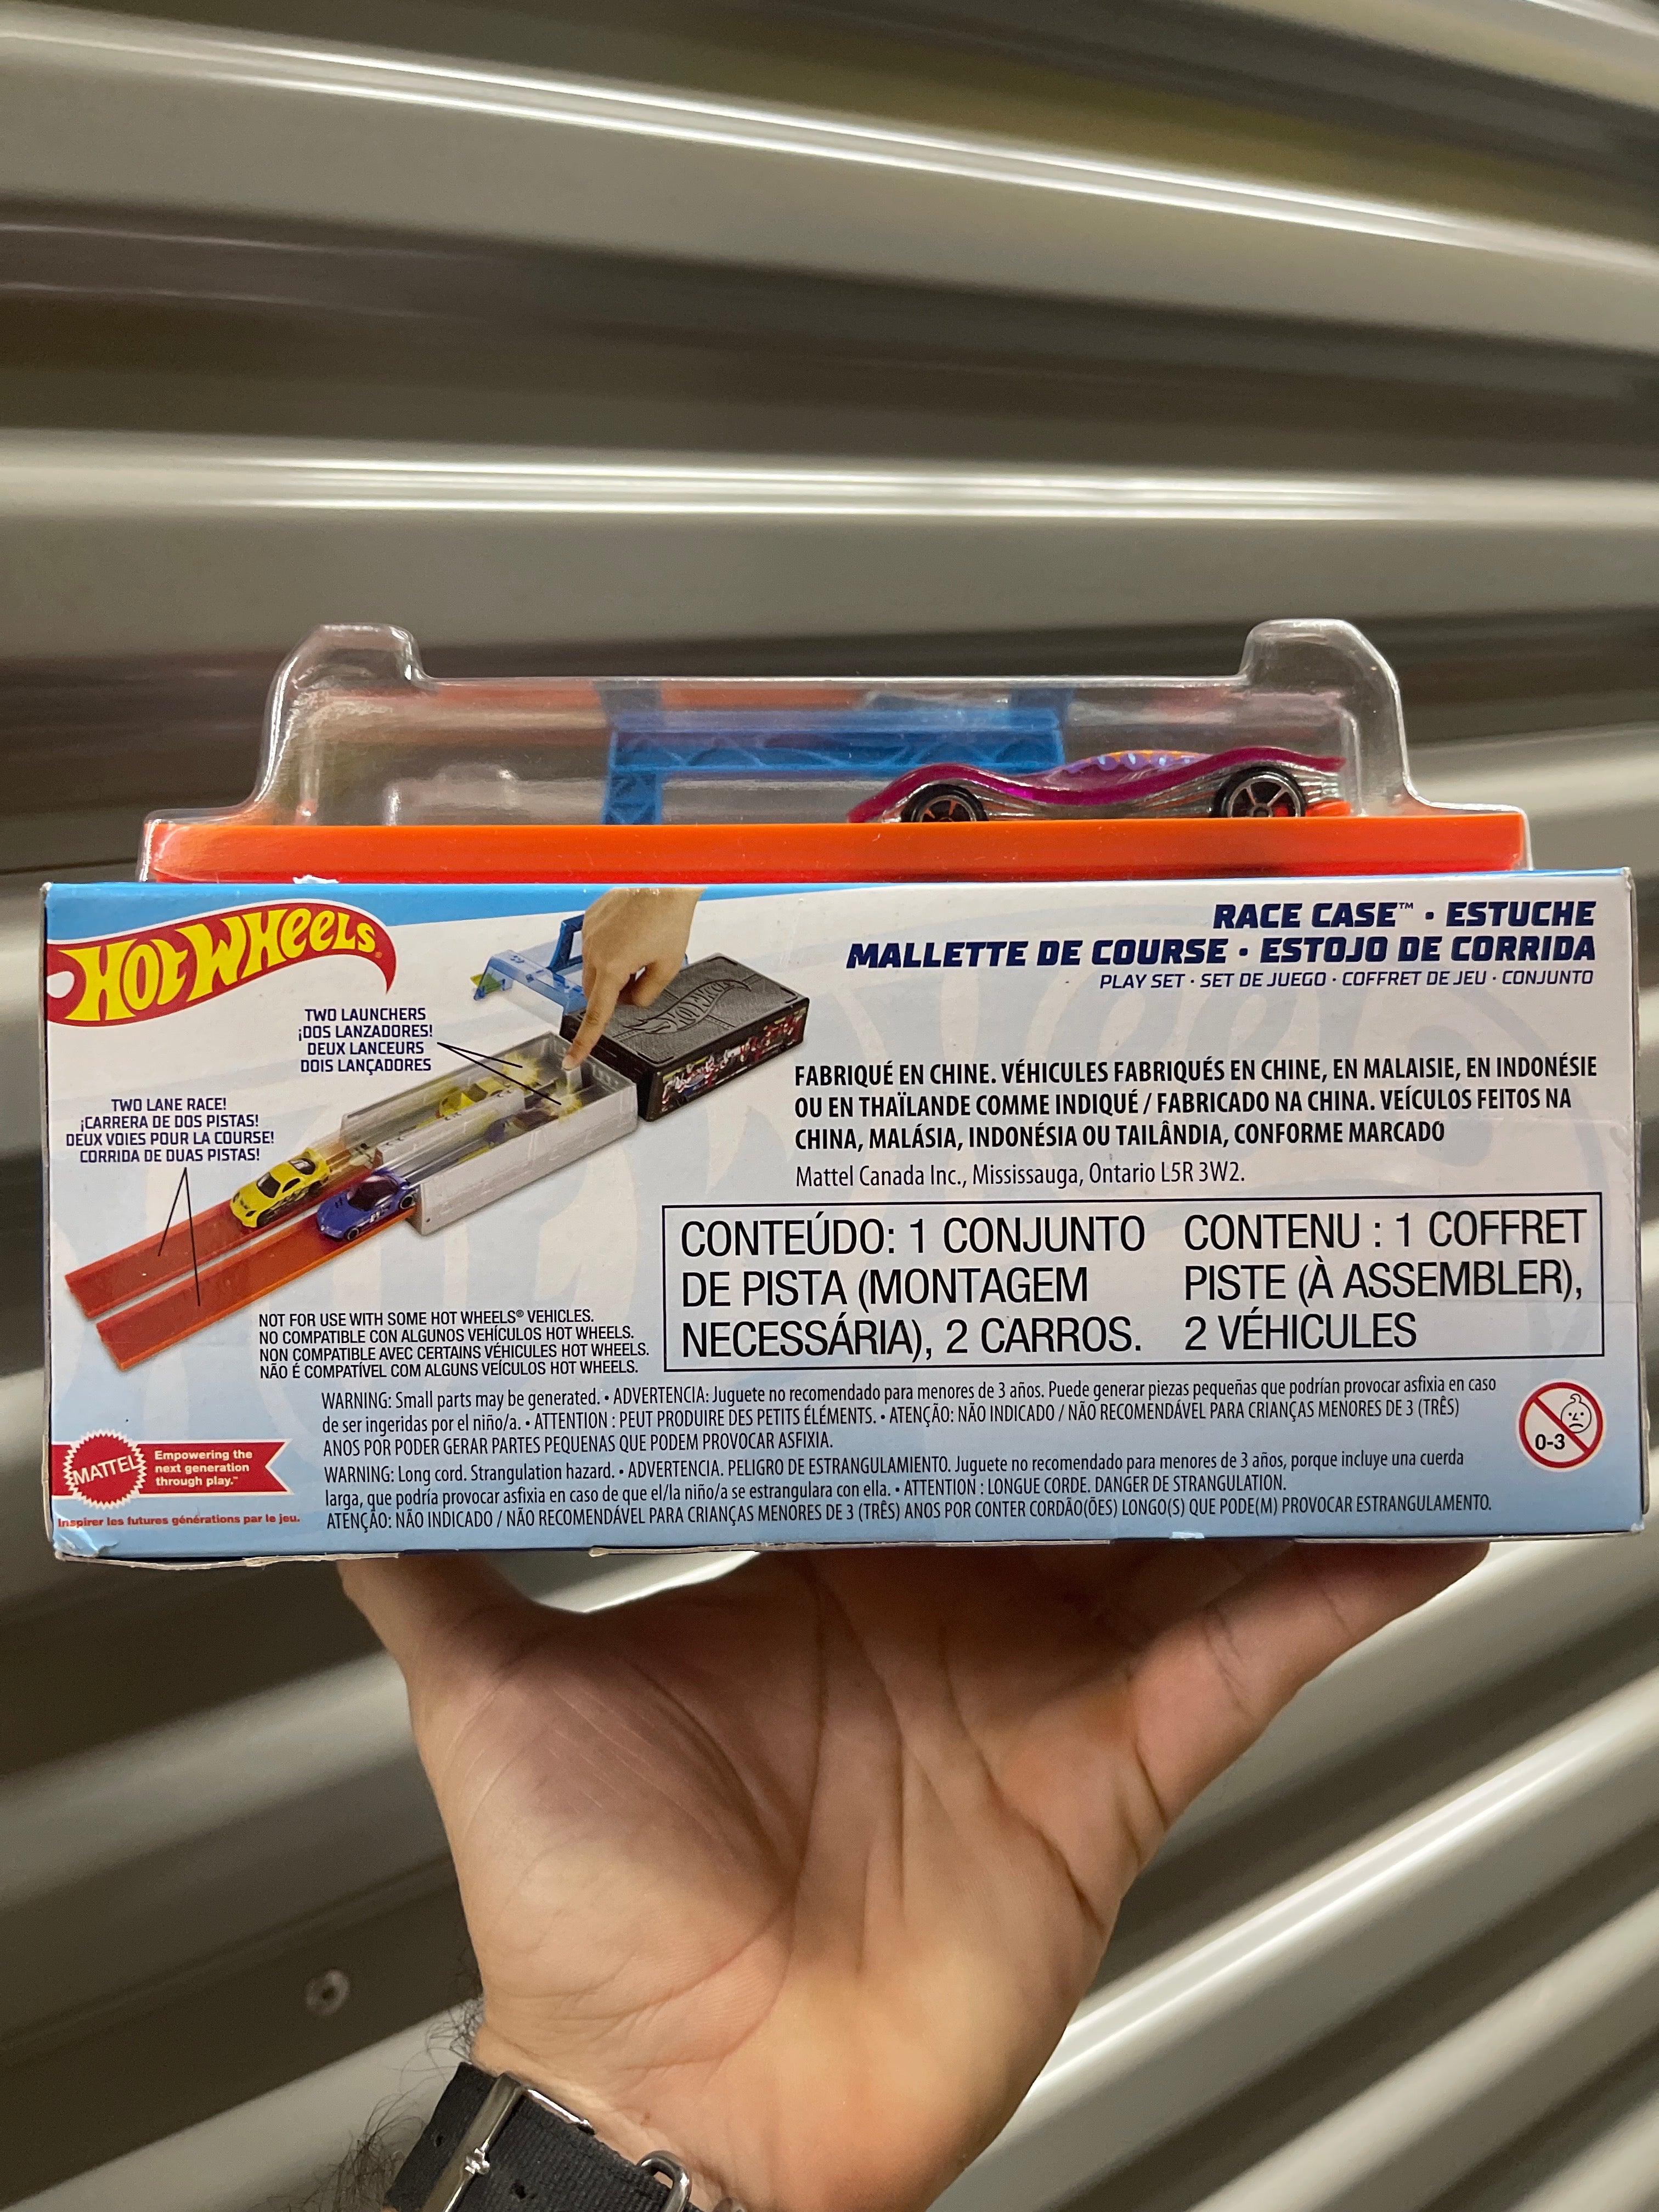 HOT WHEELS®
RACE CASE™ • ESTUCHE
MALLETTE DE COURSE • ESTOJO DE CORRIDA
PLAY SET • SET DE JUEGO • COFFRET DE JEU • CONJUNTO
TWO LAUNCHERS
¡DOS LANZADORES!
DEUX LANCEURS
DOIS LANÇADORES
HOT WHEELS
TWO LANE RACE!
¡CARRERA DE DOS PISTAS!
DEUX VOIES POUR LA COURSE!
CORRIDA DE DUAS PISTAS!
FABRIQUÉ EN CHINE. VÉHICULES FABRIQUÉS EN CHINE, EN MALAISIE, EN INDONÉSIE
OU EN THAÏLANDE COMME INDIQUÉ / FABRICADO NA CHINA. VEÍCULOS FEITOS NA
CHINA, MALÁSIA, INDONÉSIA OU TAILÂNDIA, CONFORME MARCADO
Mattel Canada Inc., Mississauga, Ontario L5R 3W2.
CONTEÚDO: 1 CONJUNTO
DE PISTA (MONTAGEM
NECESSÁRIA), 2 CARROS.
CONTENU : 1 COFFRET
PISTE (À ASSEMBLER),
2 VÉHICULES
NOT FOR USE WITH SOME HOT WHEELS® VEHICLES.
NO COMPATIBLE CON ALGUNOS VEHÍCULOS HOT WHEELS.
NON COMPATIBLE AVEC CERTAINS VÉHICULES HOT WHEELS.
NÃO É COMPATÍVEL COM ALGUNS VEÍCULOS HOT WHEELS.
WARNING: Small parts may be generated. • ADVERTENCIA: Juguete no recomendado para menores de 3 años. Puede generar piezas pequeñas que podrían provocar asfixia en caso
de ser ingeridas por el niño/a. • ATTENTION : PEUT PRODUIRE DES PETITS ÉLÉMENTS. • ATENÇÃO: NÃO INDICADO / NÃO RECOMENDÁVEL PARA CRIANÇAS MENORES DE 3 (TRÊS)
ANOS POR PODER GERAR PARTES PEQUENAS QUE PODEM PROVOCAR ASFIXIA.
WARNING: Long cord. Strangulation hazard. • ADVERTENCIA. PELIGRO DE ESTRANGULAMIENTO. Juguete no recomendado para menores de 3 años, porque incluye una cuerda
larga, que podría provocar asfixia en caso de que el/la niño/a se estrangulara con ella. • ATTENTION : LONGUE CORDE. DANGER DE STRANGULATION.
ATENÇÃO: NÃO INDICADO / NÃO RECOMENDÁVEL PARA CRIANÇAS MENORES DE 3 (TRÊS) ANOS POR CONTER CORDÃO(ÕES) LONGO(S) QUE PODE(M) PROVOCAR ESTRANGULAMENTO.
0-3
MATTEL
Empowering the
next generation
through play.™
Inspirer les futures générations par le jeu.